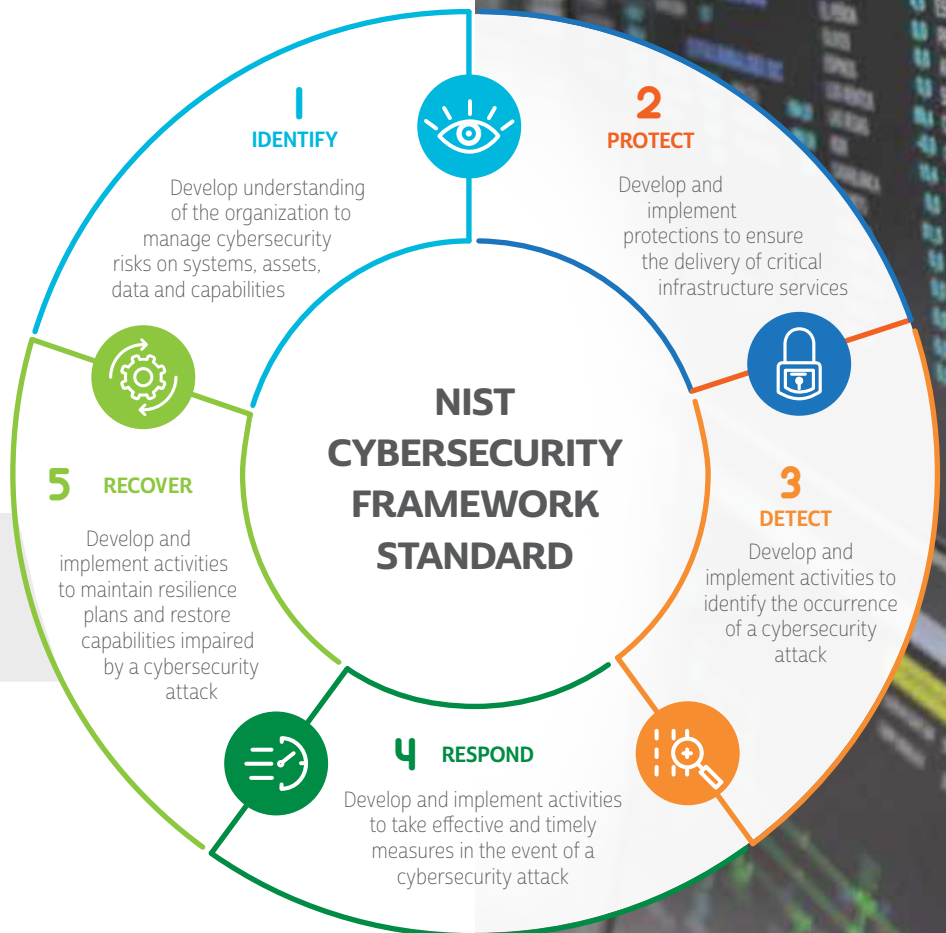 1
IDENTIFY
Develop understanding
of the organization to
manage cybersecurity
risks on systems, assets,
data and capabilities
2
PROTECT
Develop and
implement
protections to ensure
the delivery of critical
infrastructure services
NIST
CYBERSECURITY
FRAMEWORK
STANDARD
3
DETECT
Develop and
implement activities to
identify the occurrence
of a cybersecurity
attack
4 RESPOND
Develop and implement activities
to take effective and timely
measures in the event of a
cybersecurity attack
5 RECOVER
Develop and
implement activities
to maintain resilience
plans and restore
capabilities impaired
by a cybersecurity
attack